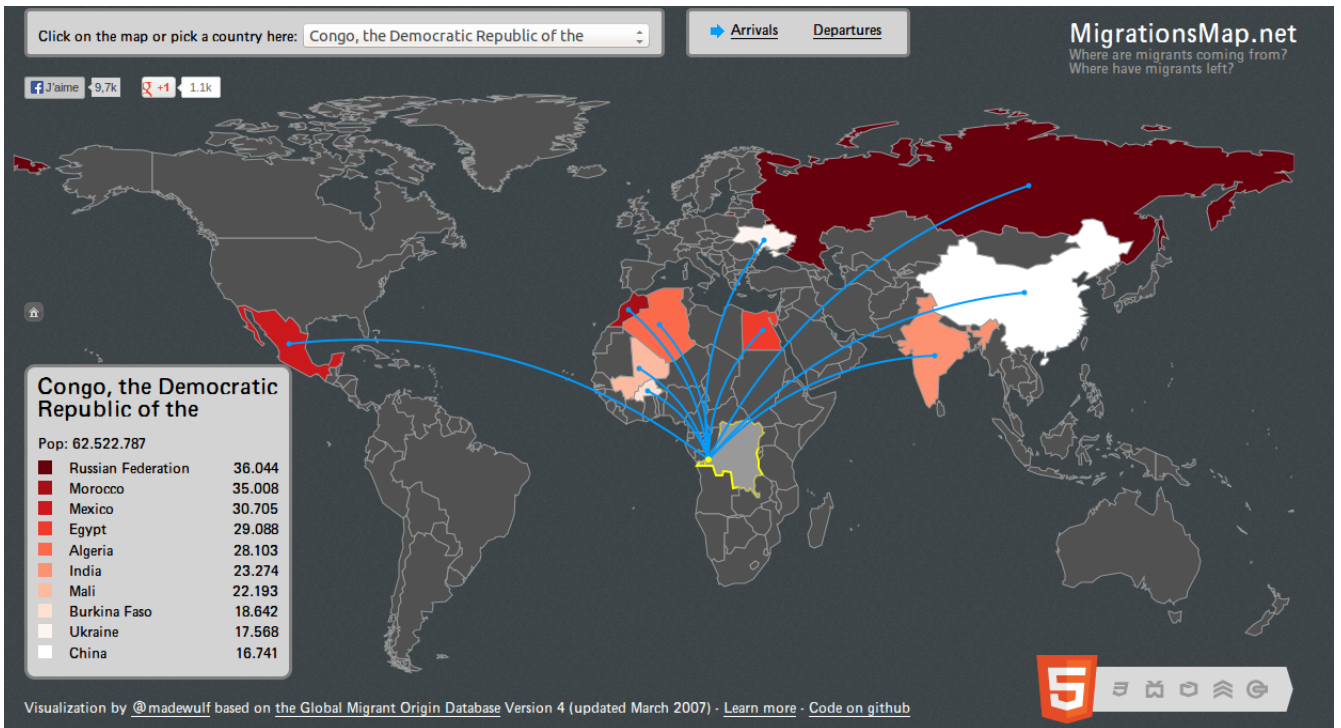 Click on the map or pick a country here: Congo, the Democratic Republic of the
Arrivals Departures
MigrationsMap.net
Where are migrants coming from?
Where have migrants left?
J'aime 9,7k +1 1.1k
Congo, the Democratic
Republic of the
Pop: 62.522.787
Russian Federation 36.044
Morocco 35.008
Mexico 30.705
Egypt 29.088
Algeria 28.103
India 23.274
Mali 22.193
Burkina Faso 18.642
Ukraine 17.568
China 16.741
5
Visualization by @madewulf based on the Global Migrant Origin Database Version 4 (updated March 2007) - Learn more - Code on github